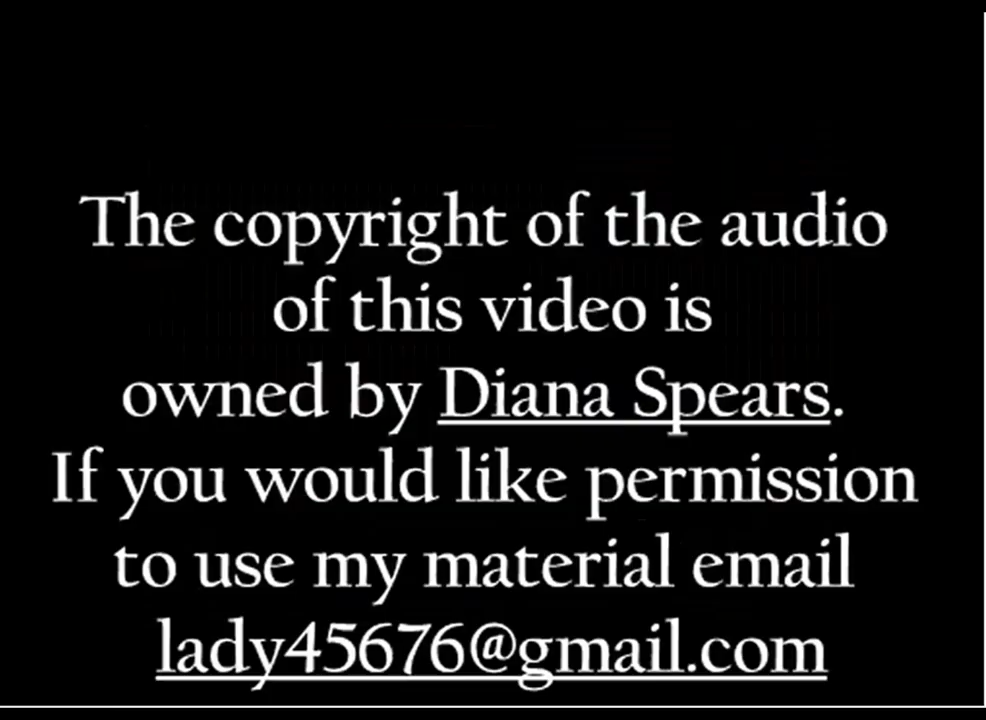 The copyright of the audio
of this video is
owned by Diana Spears.
If you would like permission
to use my material email
lady45676@gmail.com